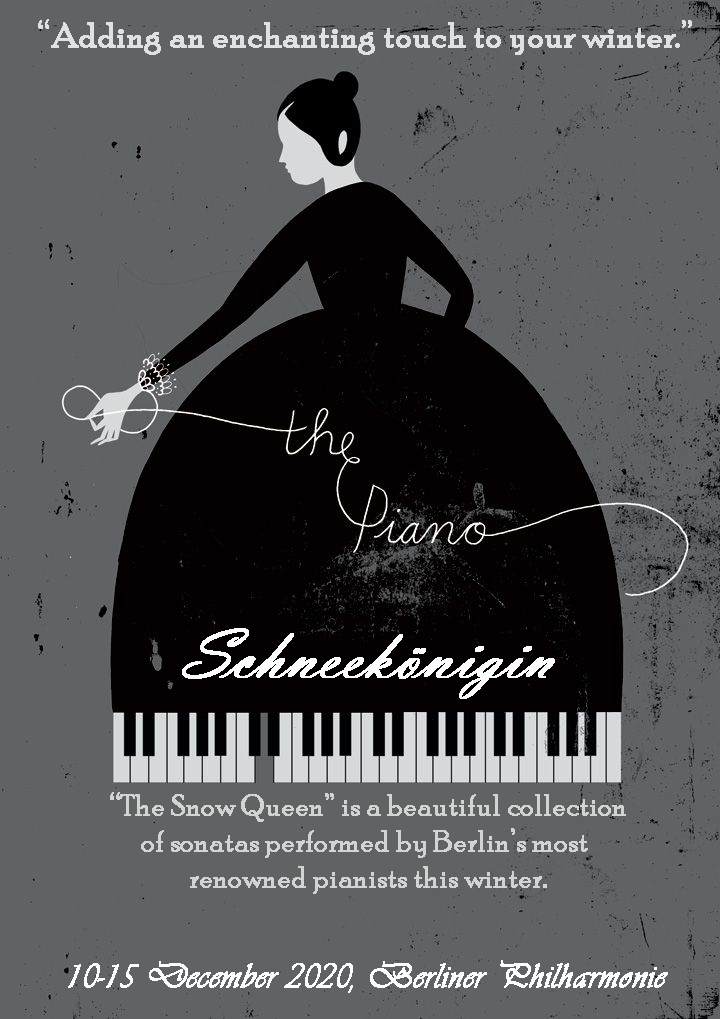 “Adding an enchanting touch to your winter.”
the
Piano
Schneekönigin
“The Snow Queen” is a beautiful collection
of sonatas performed by Berlin’s most
renowned pianists this winter.
10-15 December 2020, Berliner Philharmonie